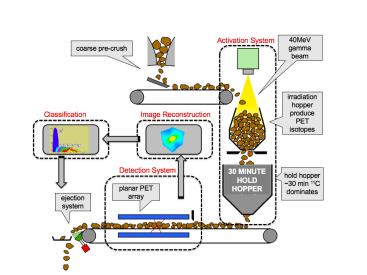 Activation System
coarse pre-crush
40MeV
gamma
beam
irradiation
hopper
produce
PET
isotopes
Classification
Image Reconstruction
Detection System
30 MINUTE
HOLD
HOPPER
hold hopper
~30 min ¹¹C
dominates
planar PET
array
ejection
system